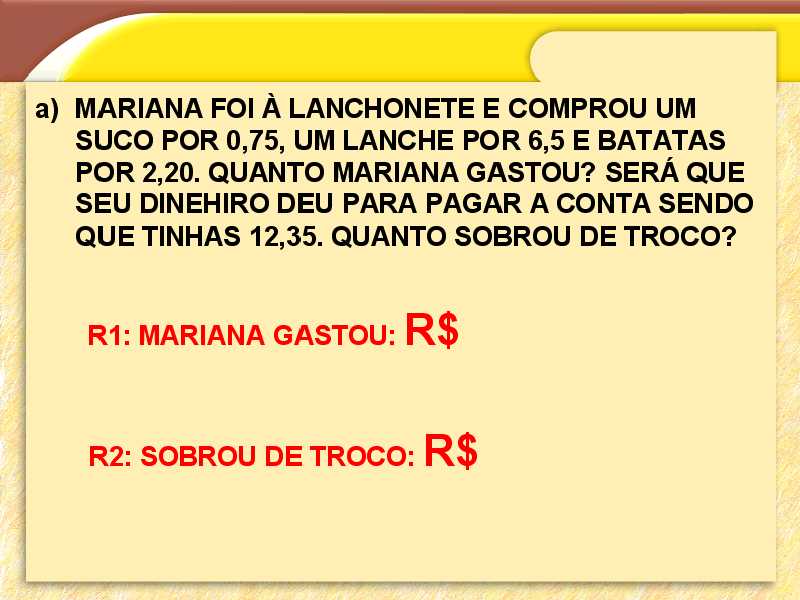 a) MARIANA FOI À LANCHONETE E COMPROU UM
SUCO POR 0,75, UM LANCHE POR 6,5 E BATATAS
POR 2,20. QUANTO MARIANA GASTOU? SERÁ QUE
SEU DINEHIRO DEU PARA PAGAR A CONTA SENDO
QUE TINHAS 12,35. QUANTO SOBROU DE TROCO?
R1: MARIANA GASTOU: R$
R2: SOBROU DE TROCO: R$